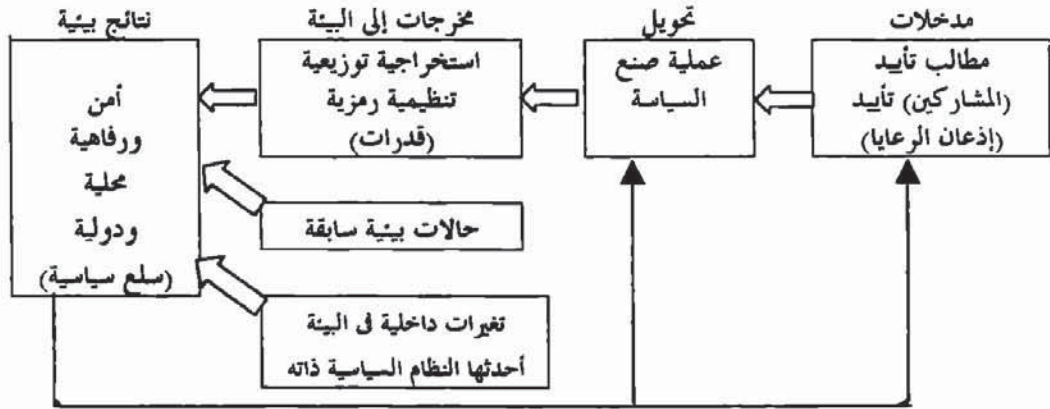 مدخلات
مطالب تأييد
(المشاركين) تأييد
(إذعان الرعايا)
تحويل
عملية صنع
السياسة
مخرجات إلى البيئة
استخراجية توزيعية
تنظيمية رمزية
(قدرات)
حالات بيئية سابقة
تغيرات داخلية فى البيئة
أحدثها النظام السياسية ذاته
نتائج بيئية
أمن
ورفاهية
محلية
ودولية
(سلع سياسية)